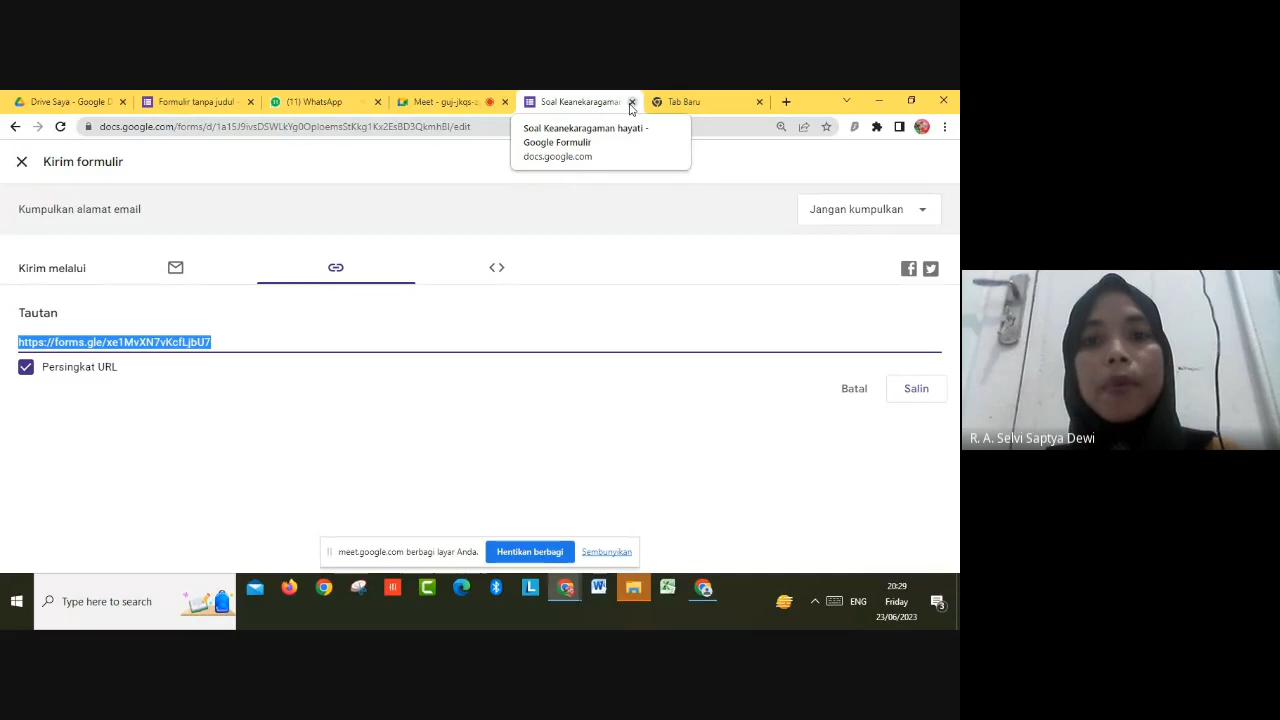 Drive Saya - Google D
Formulir tanpa judul -
(11) WhatsApp
Meet - guj-jkqs-
Soal Keanekaragama
Tab Baru
docs.google.com/forms/d/1a15J9ivsDSWLkYg0OploemsStKkg1Kx2EsBD3QkmhBI/edit
Soal Keanekaragaman hayati -
Google Formulir
docs.google.com
Kirim formulir
Kumpulkan alamat email
Jangan kumpulkan
Kirim melalui
Tautan
https://forms.gle/xe1MvXN7vKcfLjbU7
Persingkat URL
Batal
Salin
R. A. Selvi Saptya Dewi
meet.google.com berbagi layar Anda.
Hentikan berbagi
Sembunyikan
Type here to search
ENG
20:29
Friday
23/06/2023
3